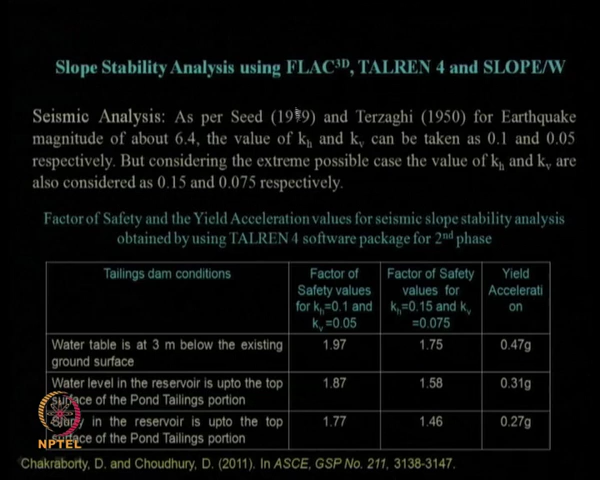 Slope Stability Analysis using FLAC3D, TALREN 4 and SLOPE/W
Seismic Analysis: As per Seed (1979) and Terzaghi (1950) for Earthquake
magnitude of about 6.4, the value of kh and kv can be taken as 0.1 and 0.05
respectively. But considering the extreme possible case the value of kh and kv are
also considered as 0.15 and 0.075 respectively.
Factor of Safety and the Yield Acceleration values for seismic slope stability analysis
obtained by using TALREN 4 software package for 2nd phase
Tailings dam conditions
Factor of
Safety values
for kh=0.1 and
kv=0.05
Factor of Safety
values for
kh=0.15 and kv
=0.075
Yield
Accelerati
on
Water table is at 3 m below the existing
ground surface
1.97
1.75
0.47g
Water level in the reservoir is upto the top
surface of the Pond Tailings portion
1.87
1.58
0.31g
Slurry in the reservoir is upto the top
surface of the Pond Tailings portion
1.77
1.46
0.27g
NPTEL
Chakraborty, D. and Choudhury, D. (2011). In ASCE, GSP No. 211, 3138-3147.